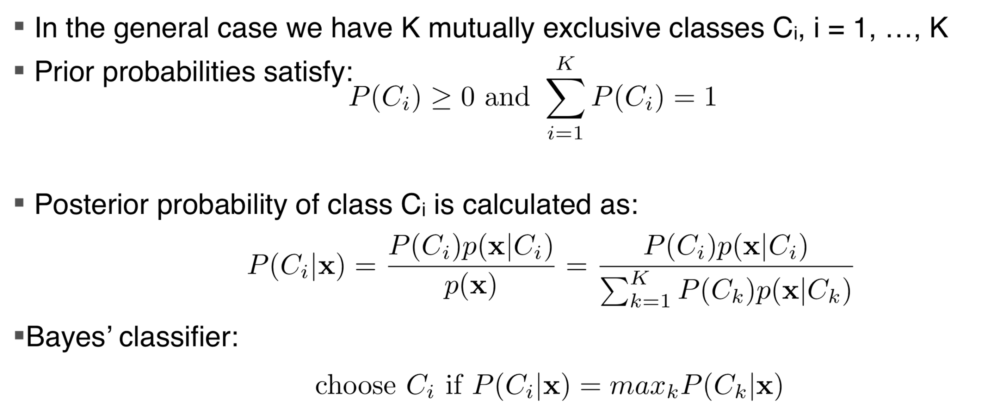 ▪ In the general case we have K mutually exclusive classes Cᵢ, i = 1, …, K
▪ Prior probabilities satisfy:
$P(C_i) \geq 0 \text{ and } \sum_{i=1}^{K} P(C_i) = 1$
▪ Posterior probability of class Cᵢ is calculated as:
$P(C_i|\mathbf{x}) = \frac{P(C_i)p(\mathbf{x}|C_i)}{p(\mathbf{x})} = \frac{P(C_i)p(\mathbf{x}|C_i)}{\sum_{k=1}^{K} P(C_k)p(\mathbf{x}|C_k)}$
▪Bayes’ classifier:
$\text{choose } C_i \text{ if } P(C_i|\mathbf{x}) = max_k P(C_k|\mathbf{x})$